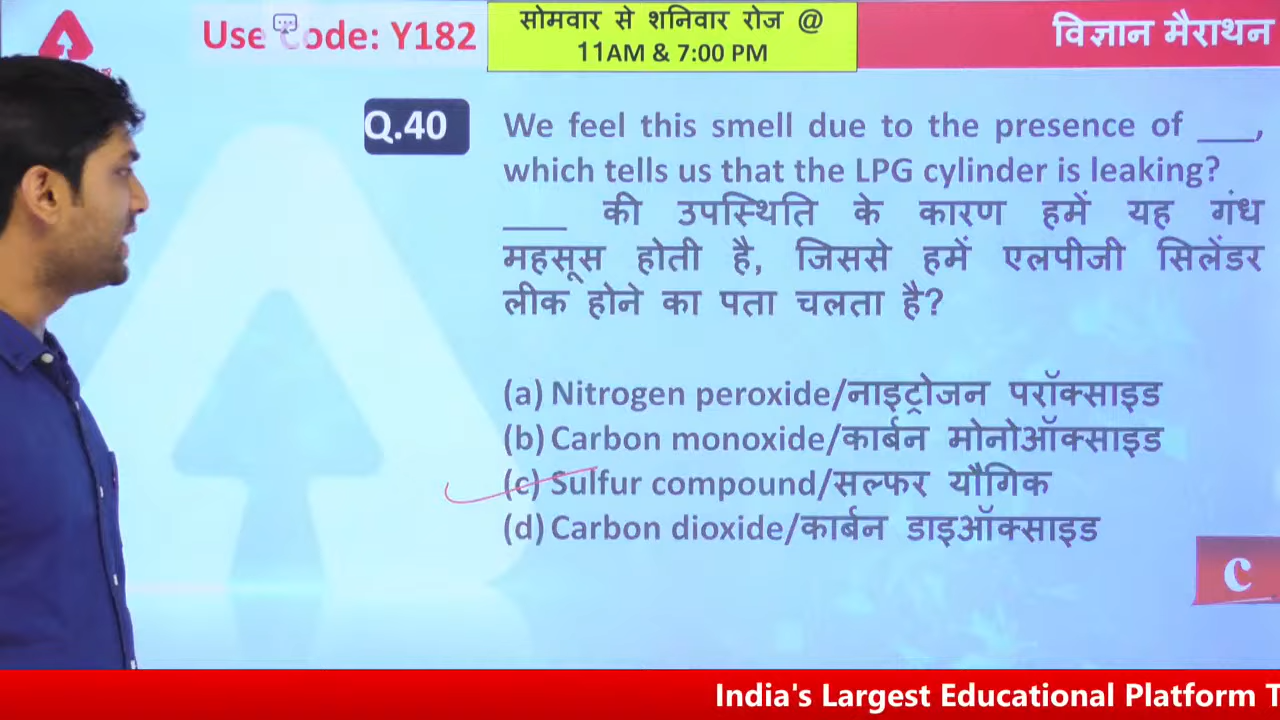 Use Code: Y182
सोमवार से शनिवार रोज @
11AM & 7:00 PM
विज्ञान मैराथन
Q.40
We feel this smell due to the presence of ___,
which tells us that the LPG cylinder is leaking?
___ की उपस्थिति के कारण हमें यह गंध
महसूस होती है, जिससे हमें एलपीजी सिलेंडर
लीक होने का पता चलता है?
(a) Nitrogen peroxide/नाइट्रोजन परॉक्साइड
(b) Carbon monoxide/कार्बन मोनोऑक्साइड
(c) Sulfur compound/सल्फर यौगिक
(d) Carbon dioxide/कार्बन डाइऑक्साइड
C
India's Largest Educational Platform T